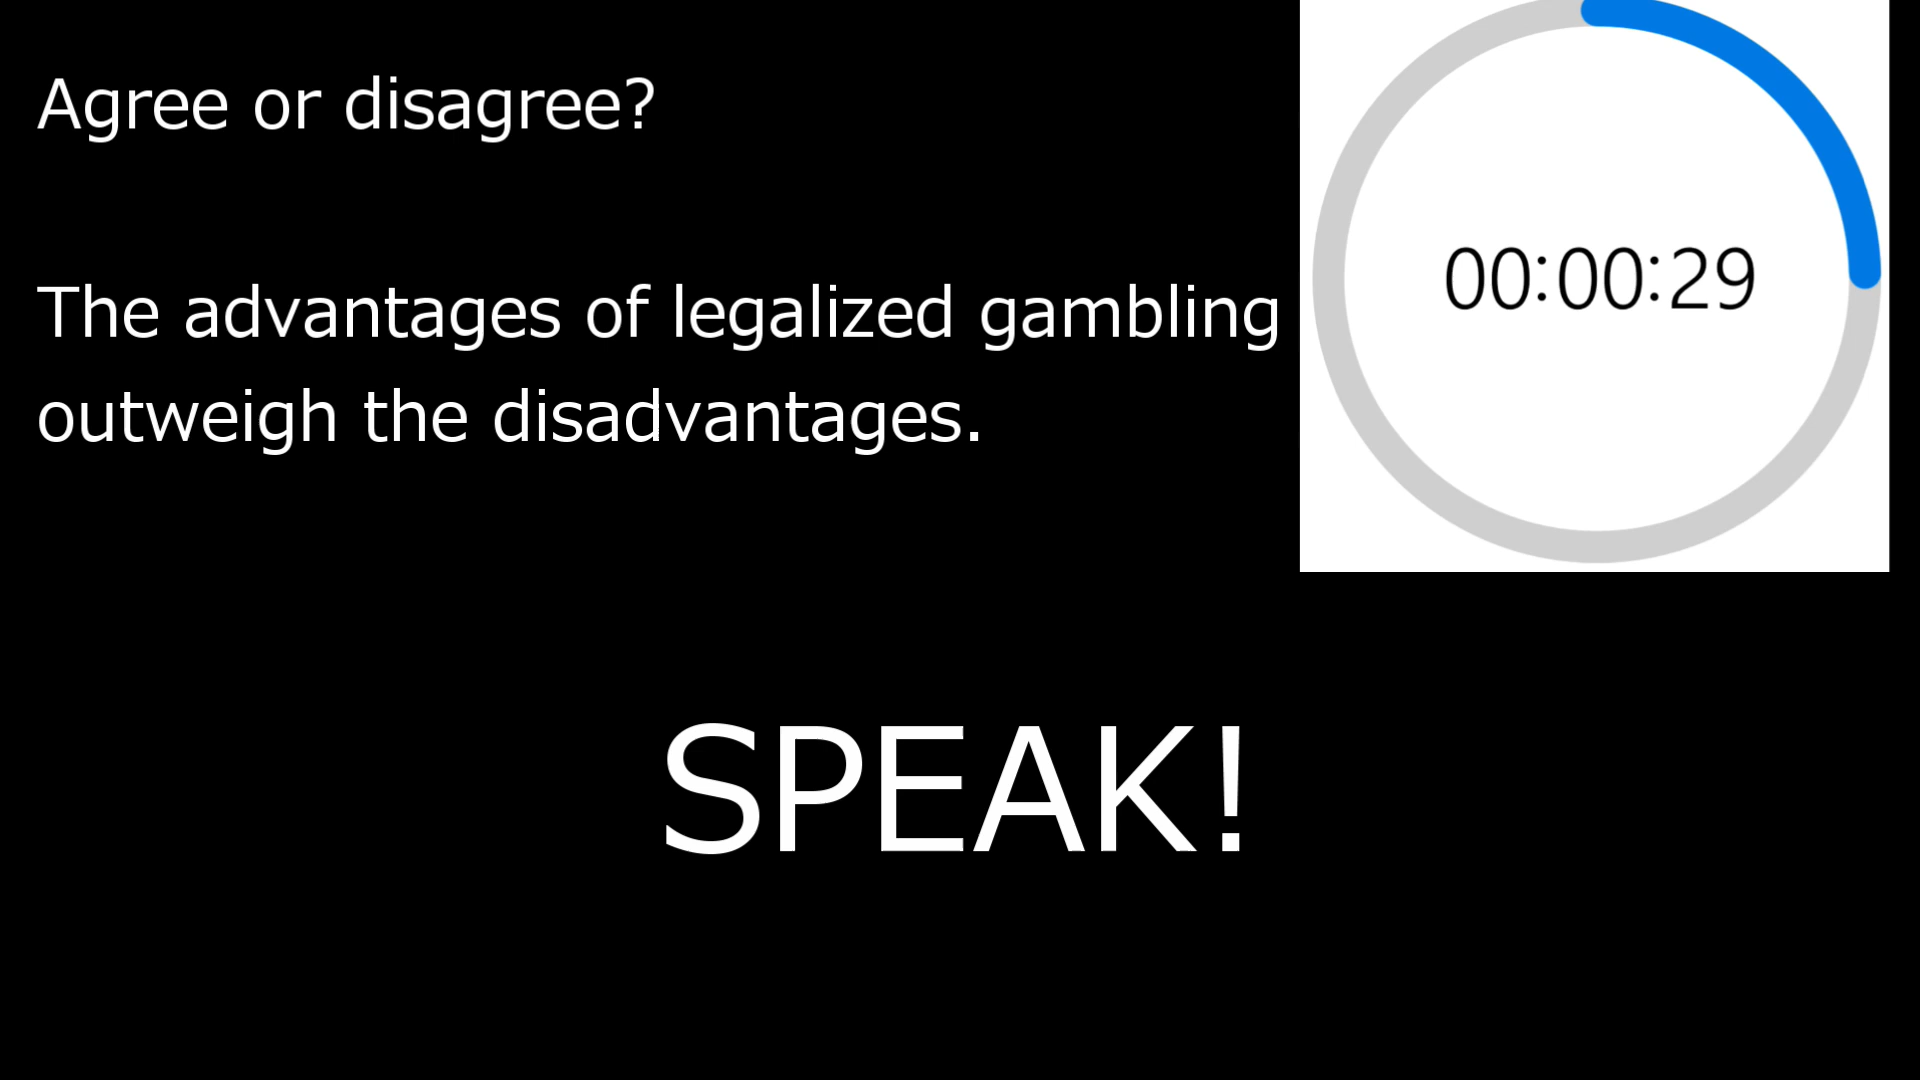 Agree or disagree?
The advantages of legalized gambling
outweigh the disadvantages.
00:00:29
SPEAK!